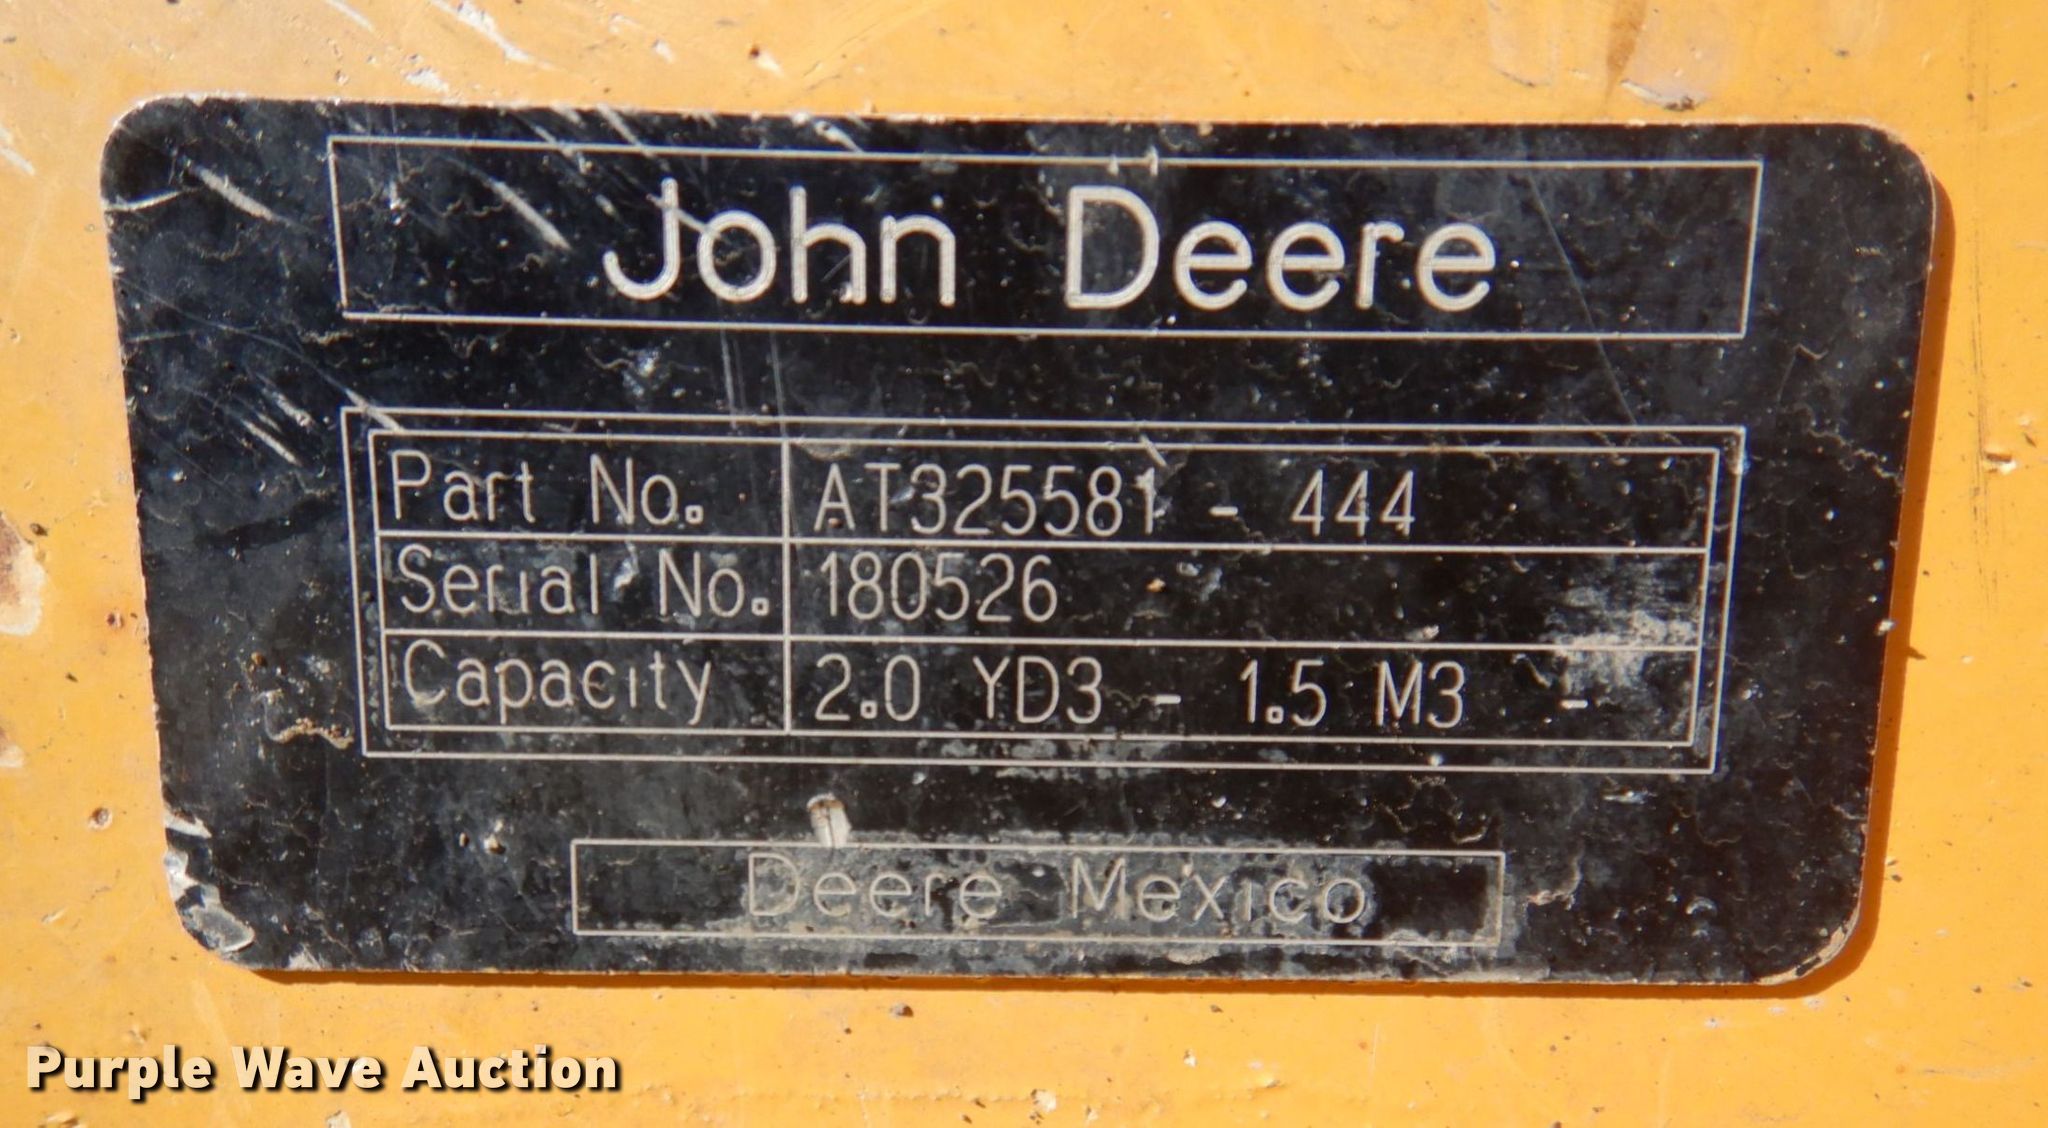 John Deere
Part No. AT325581 - 444
Serial No. 180526
Capacity 2.0 YD3 - 1.5 M3 -
Deere Mexico
Purple Wave Auction